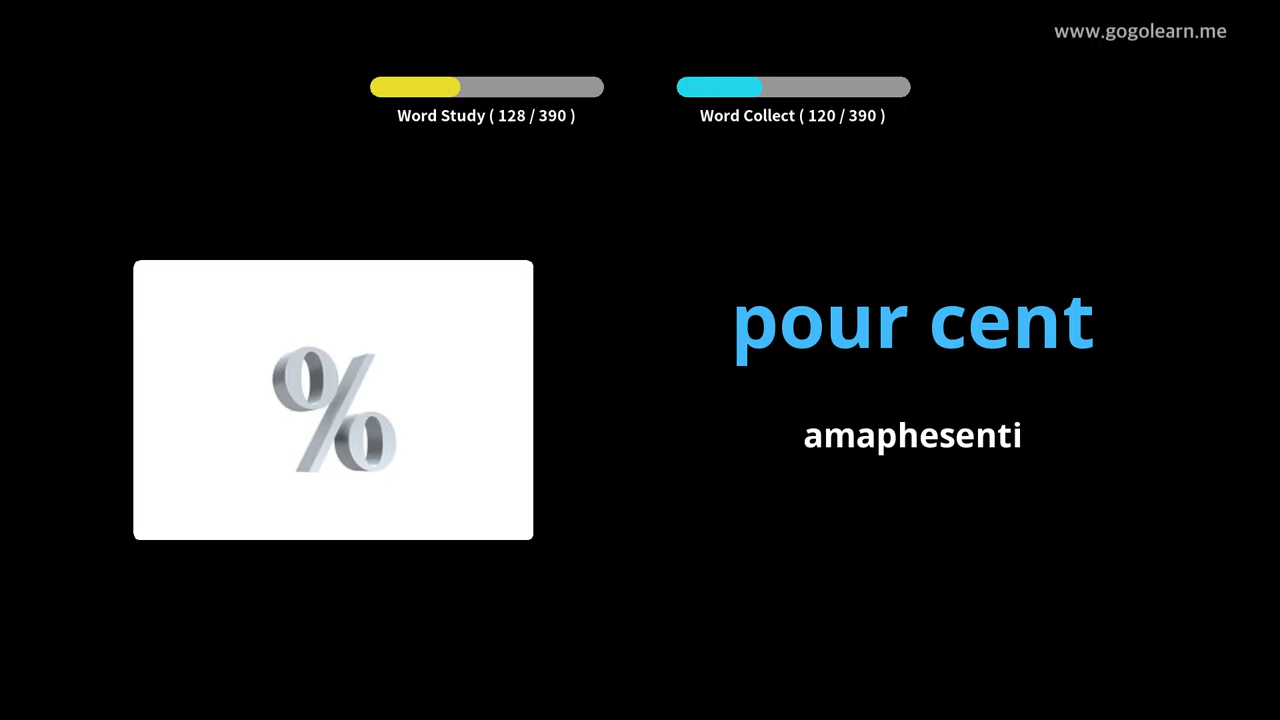 www.gogolearn.me
Word Study ( 128 / 390 )
Word Collect ( 120 / 390 )
%
pour cent
amaphesenti